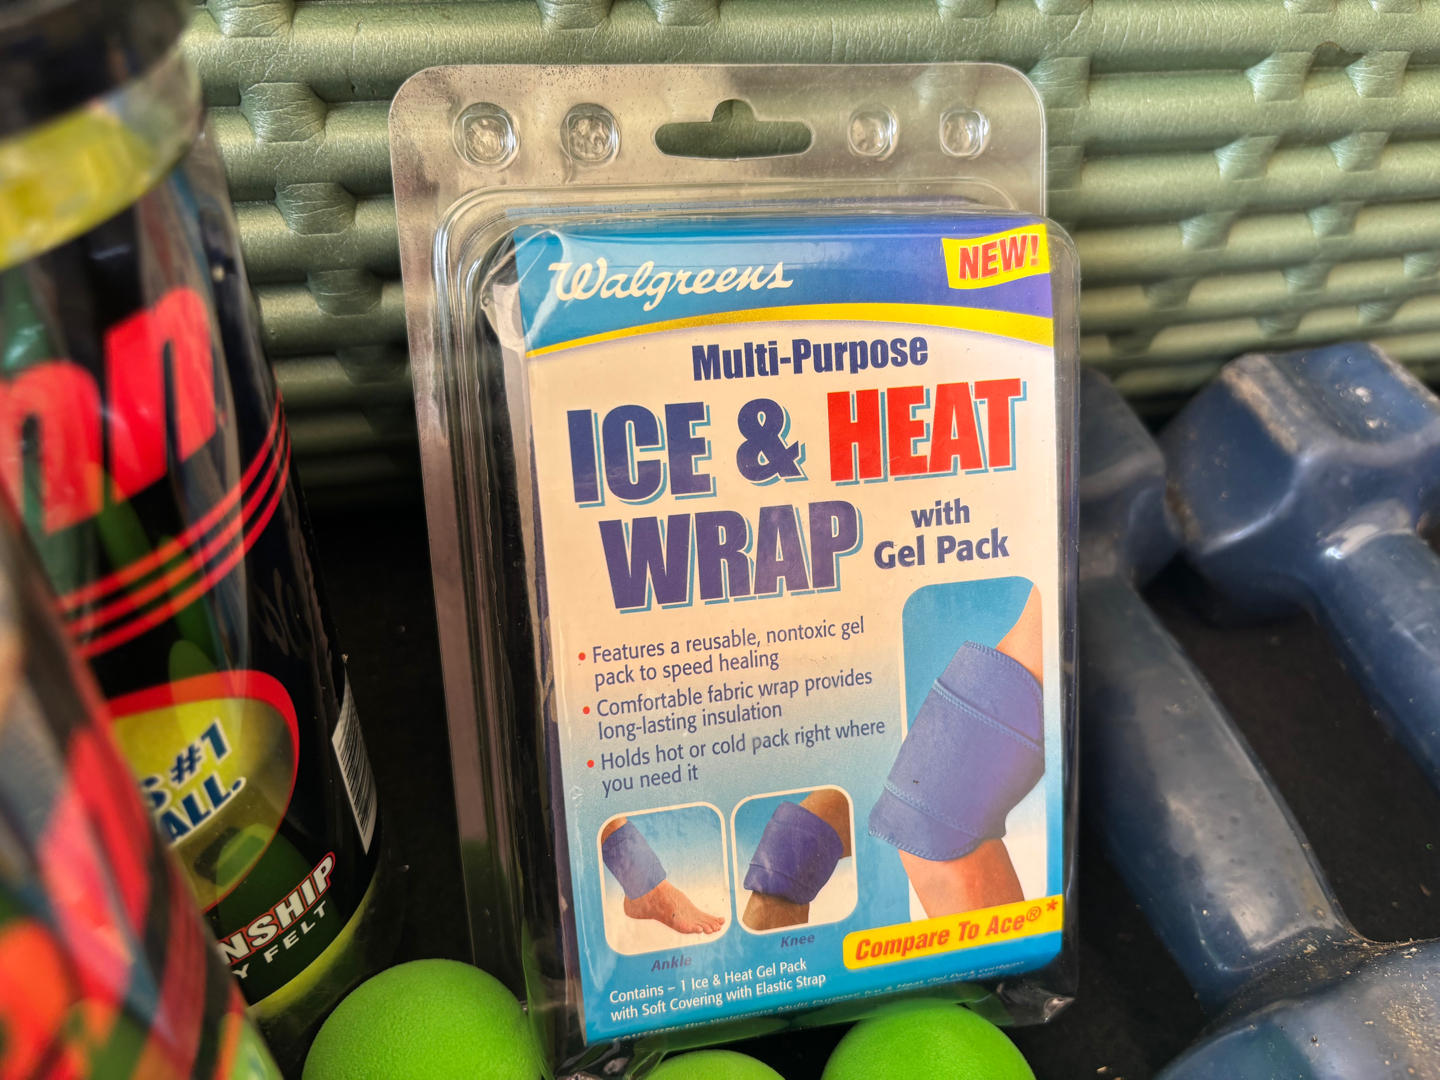 Walgreens
NEW!
Multi-Purpose
ICE & HEAT
WRAP with
Gel Pack
• Features a reusable, nontoxic gel
pack to speed healing
• Comfortable fabric wrap provides
long-lasting insulation
• Holds hot or cold pack right where
you need it
Ankle
Knee
Compare To Ace®*
Contains – 1 Ice & Heat Gel Pack
with Soft Covering with Elastic Strap
#1
ALL.
NSHIP
Y FELT